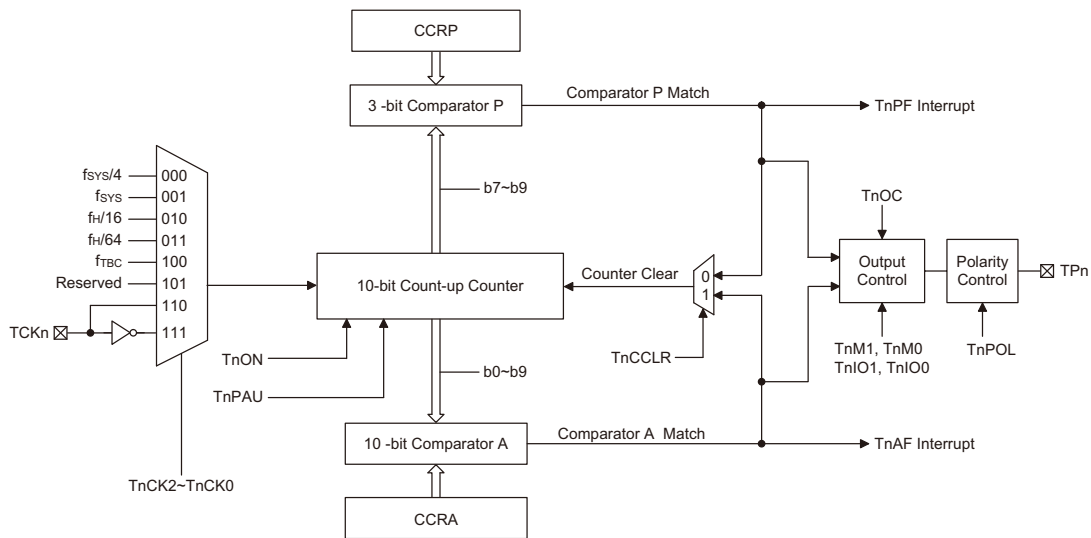 CCRP
3 -bit Comparator P
Comparator P Match
TnPF Interrupt
b7~b9
fSYS/4
000
fSYS
001
fH/16
010
fH/64
011
fTBC
100
Reserved
101
110
TCKn
111
10-bit Count-up Counter
Counter Clear
0
1
TnOC
Output
Control
Polarity
Control
TPn
TnON
TnPAU
TnCCLR
TnM1, TnM0
TnIO1, TnIO0
TnPOL
b0~b9
10 -bit Comparator A
Comparator A Match
TnAF Interrupt
TnCK2~TnCK0
CCRA